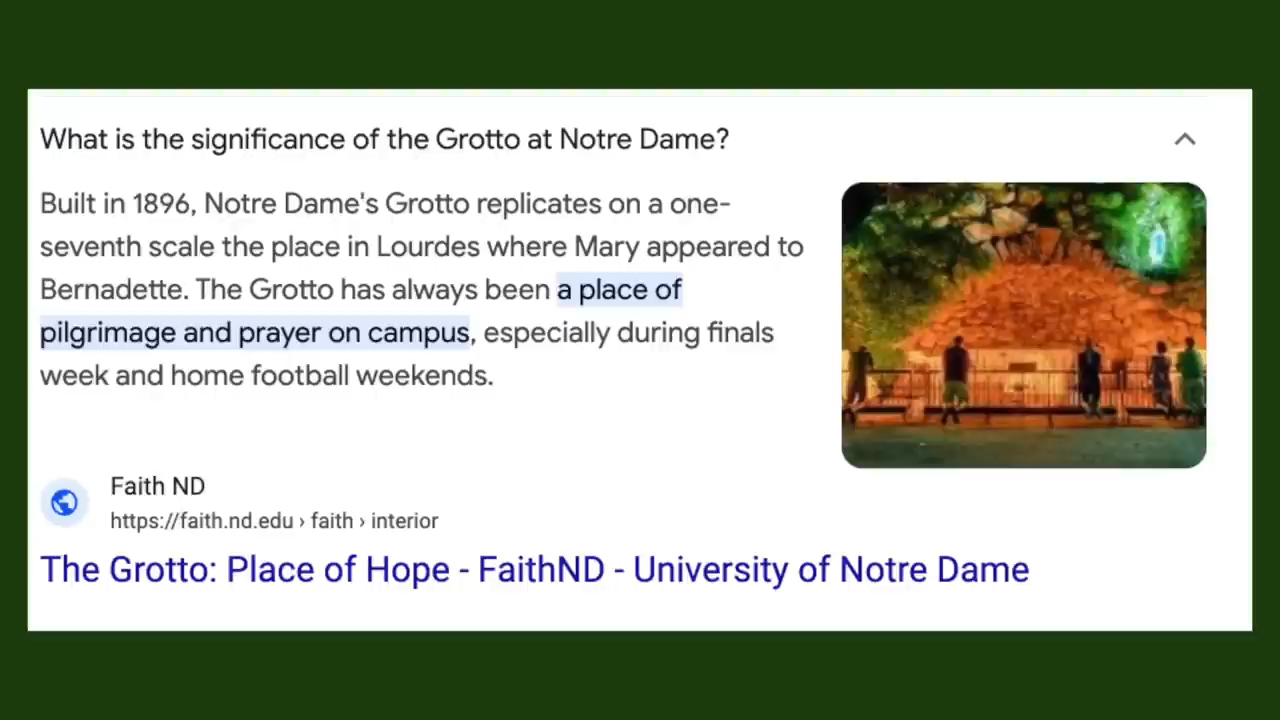 What is the significance of the Grotto at Notre Dame?
Built in 1896, Notre Dame's Grotto replicates on a one-
seventh scale the place in Lourdes where Mary appeared to
Bernadette. The Grotto has always been a place of
pilgrimage and prayer on campus, especially during finals
week and home football weekends.
Faith ND
https://faith.nd.edu › faith › interior
The Grotto: Place of Hope - FaithND - University of Notre Dame